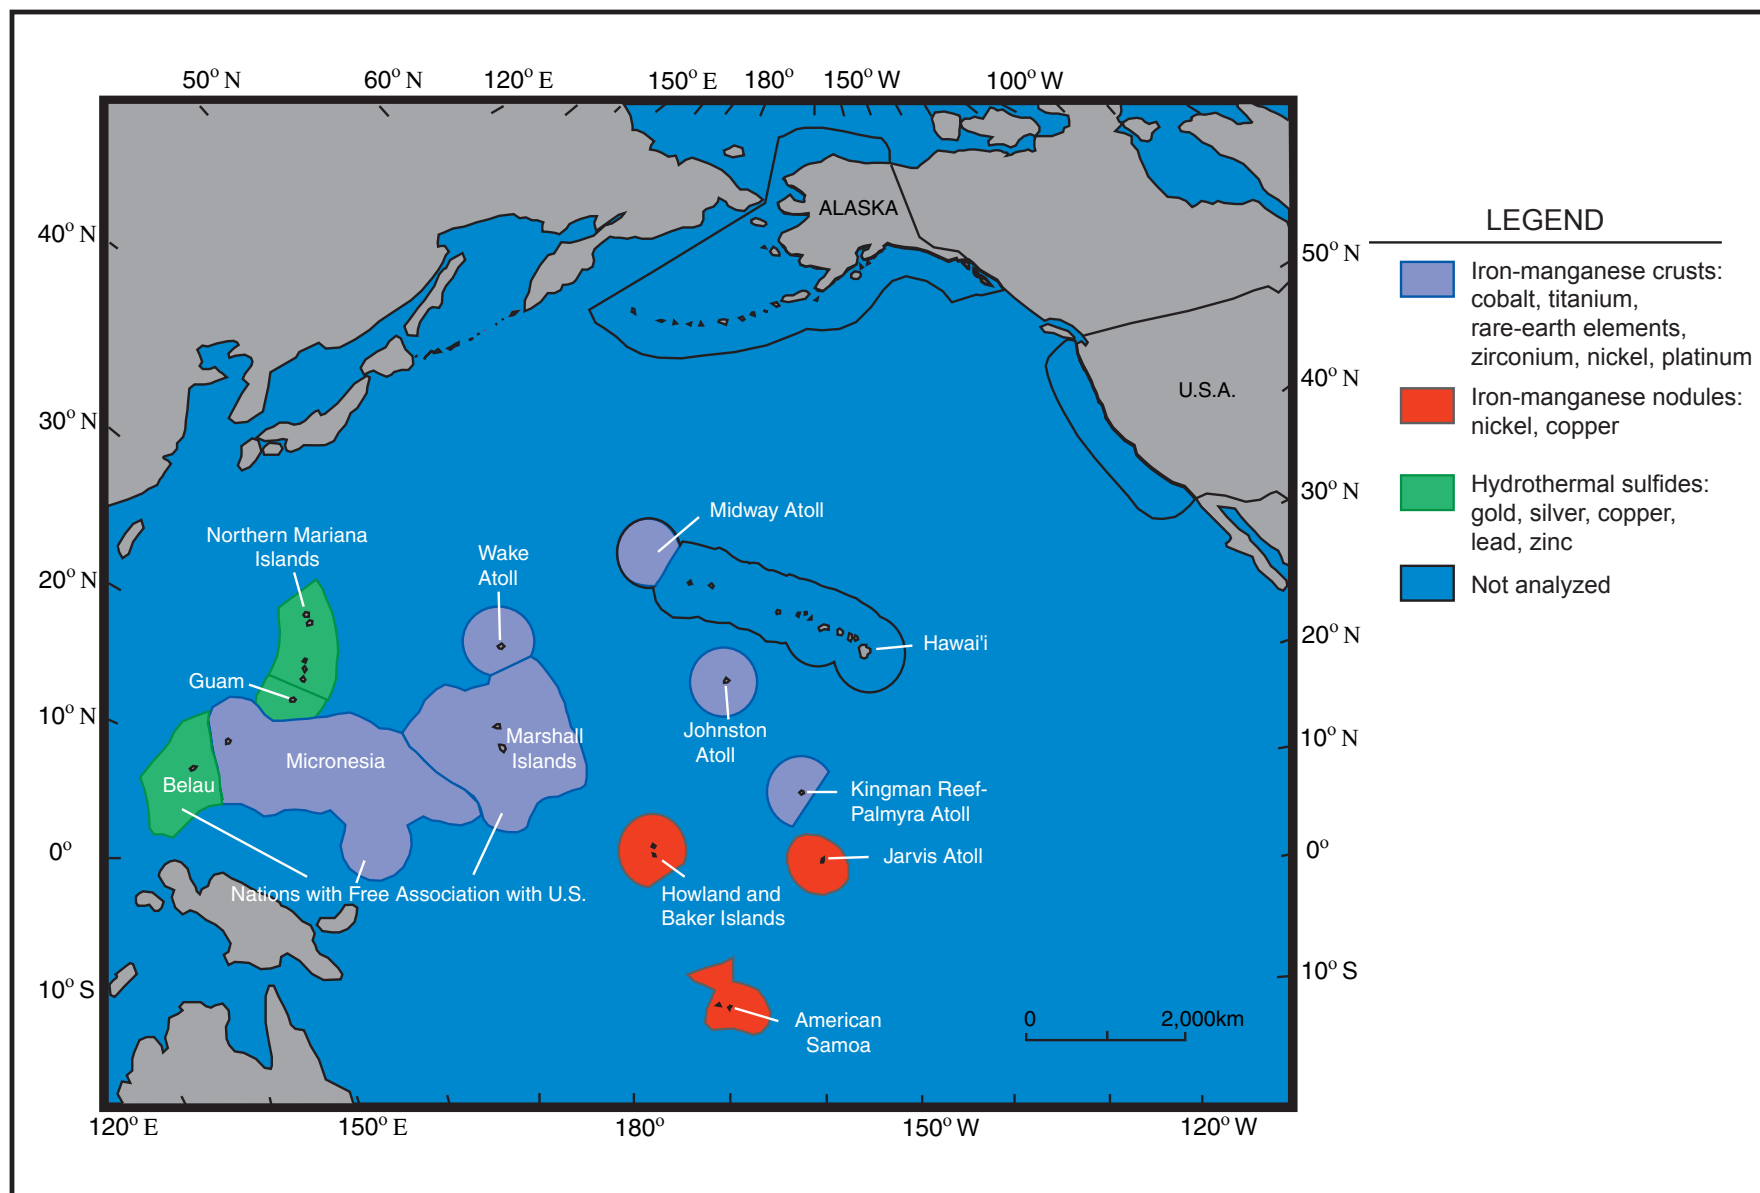 50° N
60° N
120° E
150° E
180°
150° W
100° W
40° N
30° N
20° N
10° N
0°
10° S
50° N
40° N
30° N
20° N
10° N
0°
10° S
120° E
150° E
180°
150° W
120° W
ALASKA
U.S.A.
Midway Atoll
Northern Mariana
Islands
Wake
Atoll
Hawai'i
Guam
Johnston
Atoll
Marshall
Islands
Micronesia
Belau
Kingman Reef-
Palmyra Atoll
Jarvis Atoll
Nations with Free Association with U.S.
Howland and
Baker Islands
American
Samoa
0
2,000km
LEGEND
Iron-manganese crusts:
cobalt, titanium,
rare-earth elements,
zirconium, nickel, platinum
Iron-manganese nodules:
nickel, copper
Hydrothermal sulfides:
gold, silver, copper,
lead, zinc
Not analyzed